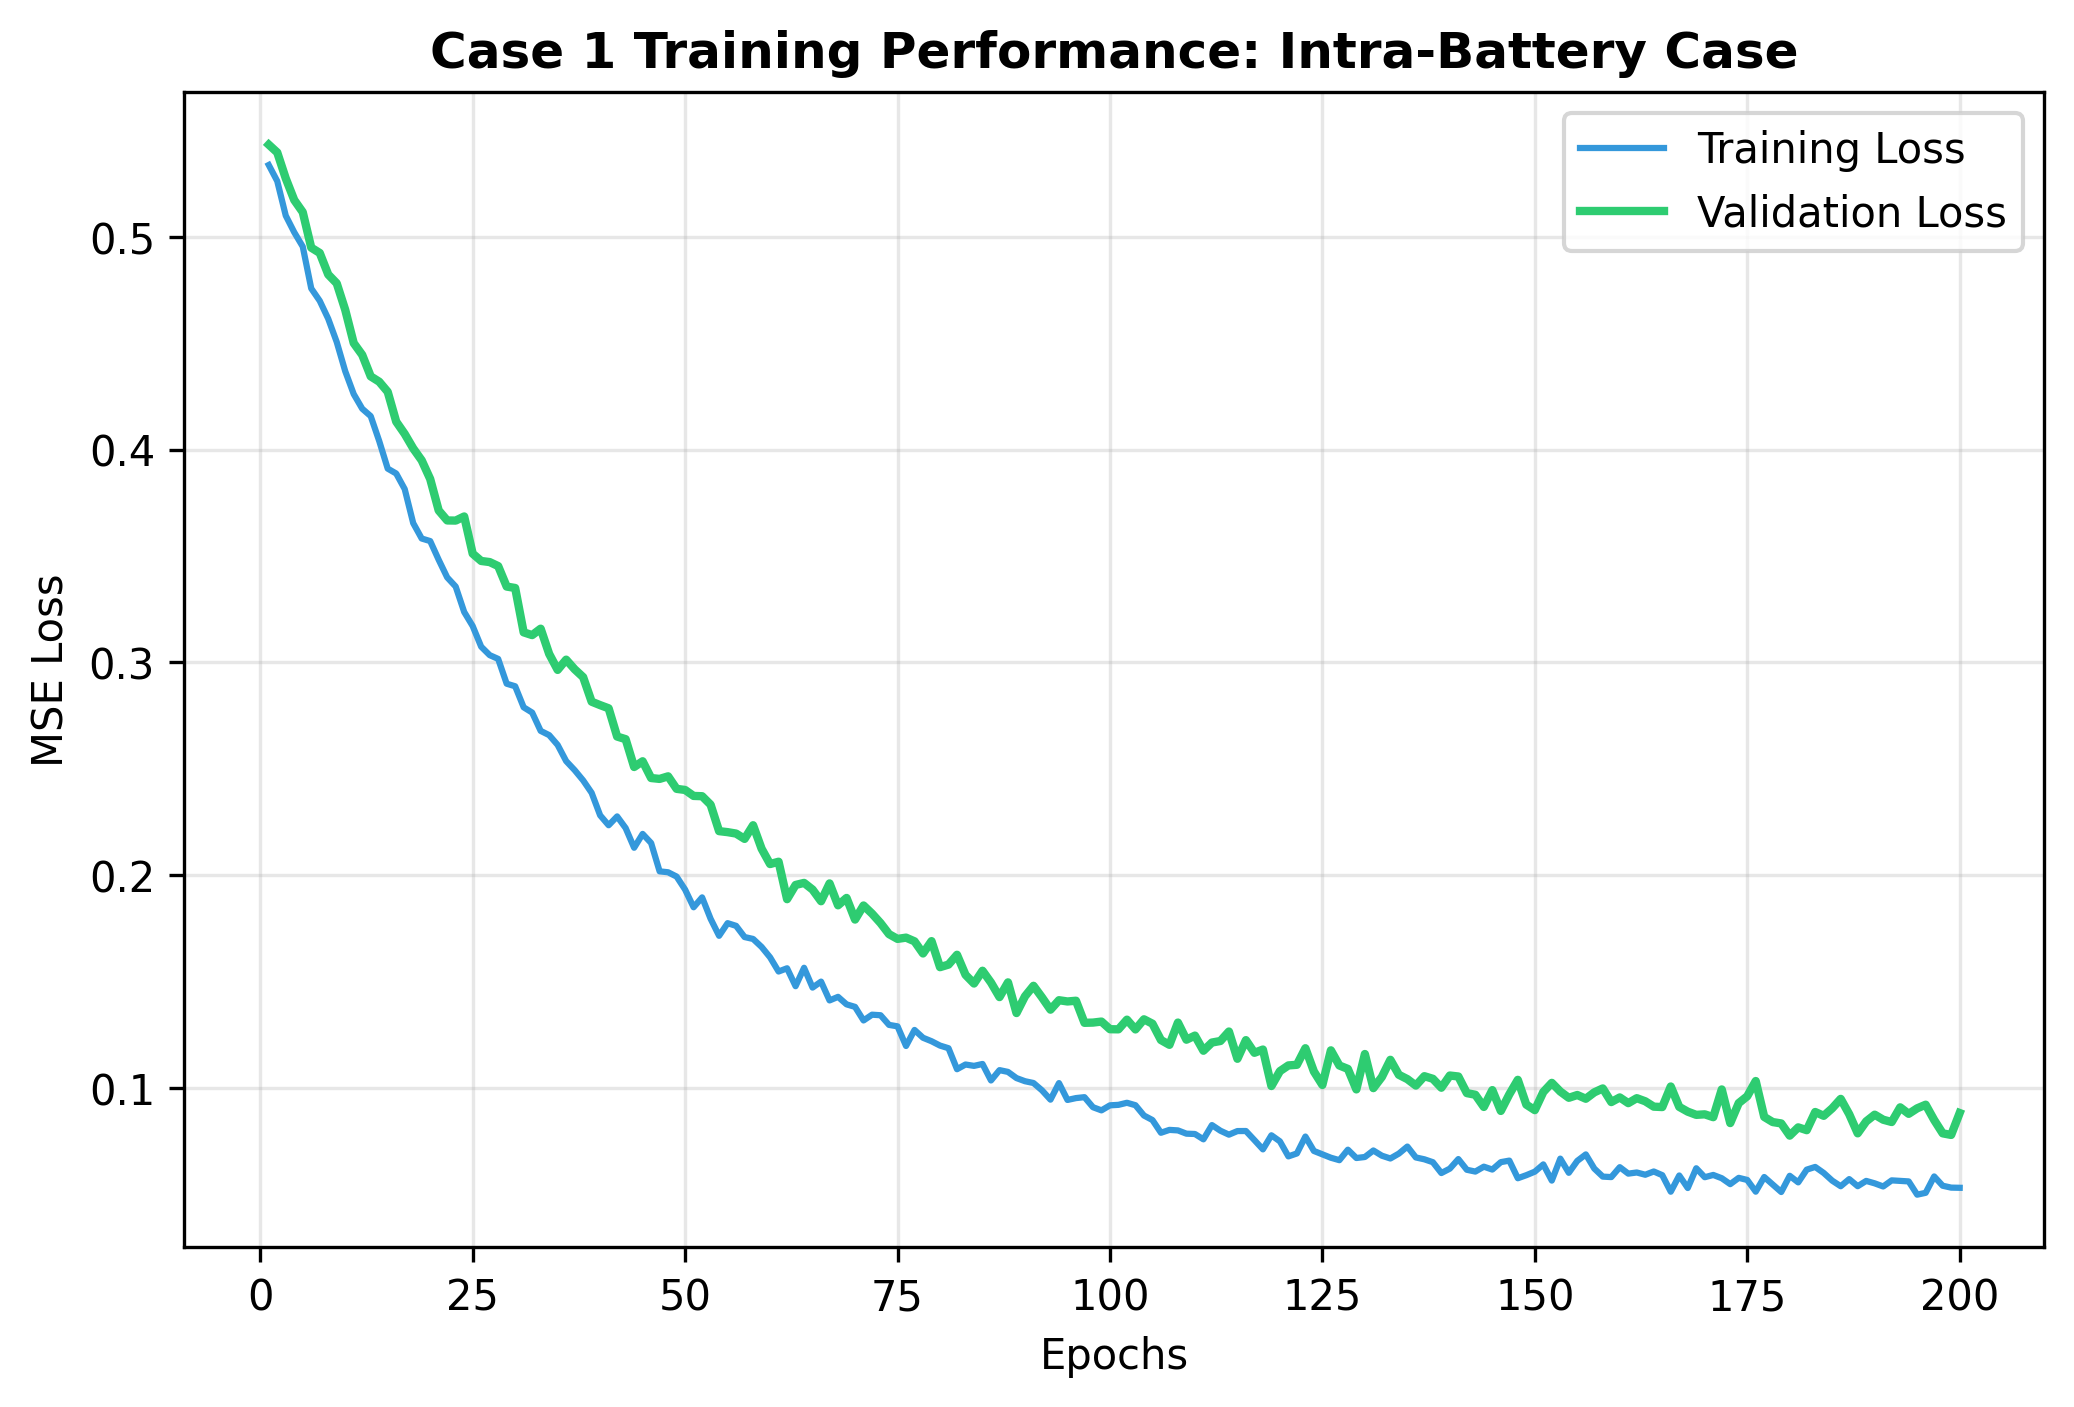 Case 1 Training Performance: Intra-Battery Case
Training Loss
Validation Loss
MSE Loss
0.5
0.4
0.3
0.2
0.1
0
25
50
75
100
125
150
175
200
Epochs